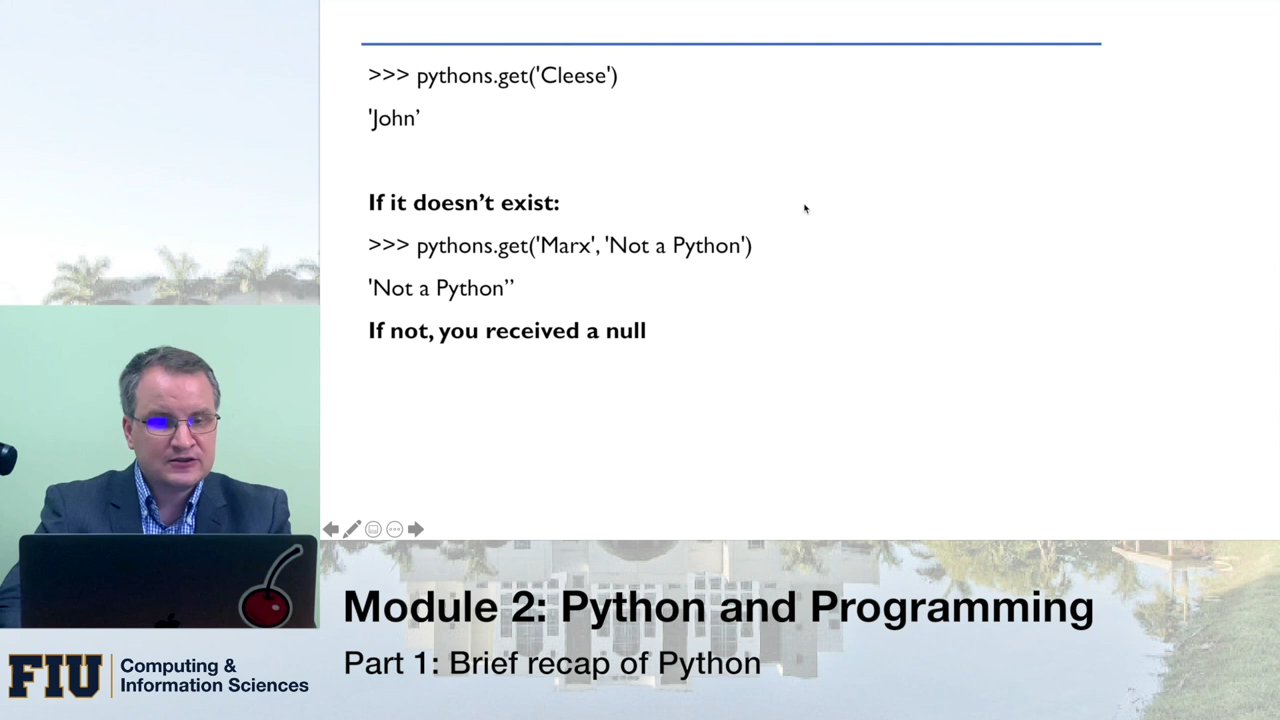 >>> pythons.get('Cleese')
'John’
If it doesn’t exist:
>>> pythons.get('Marx', 'Not a Python')
'Not a Python’’
If not, you received a null
Module 2: Python and Programming
Part 1: Brief recap of Python
FIU
Computing &
Information Sciences